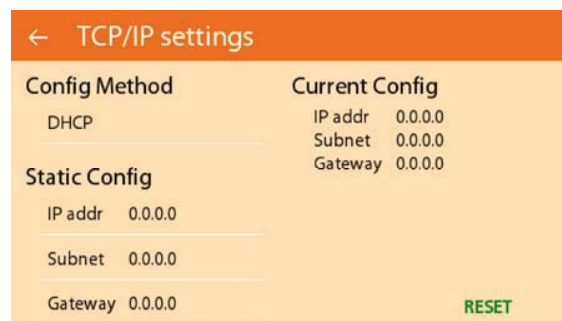 ← TCP/IP settings
Config Method
DHCP
Static Config
IP addr 0.0.0.0
Subnet 0.0.0.0
Gateway 0.0.0.0
Current Config
IP addr 0.0.0.0
Subnet 0.0.0.0
Gateway 0.0.0.0
RESET